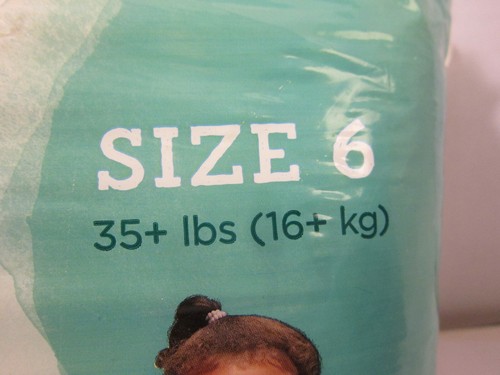 SIZE 6
35+ lbs (16+ kg)